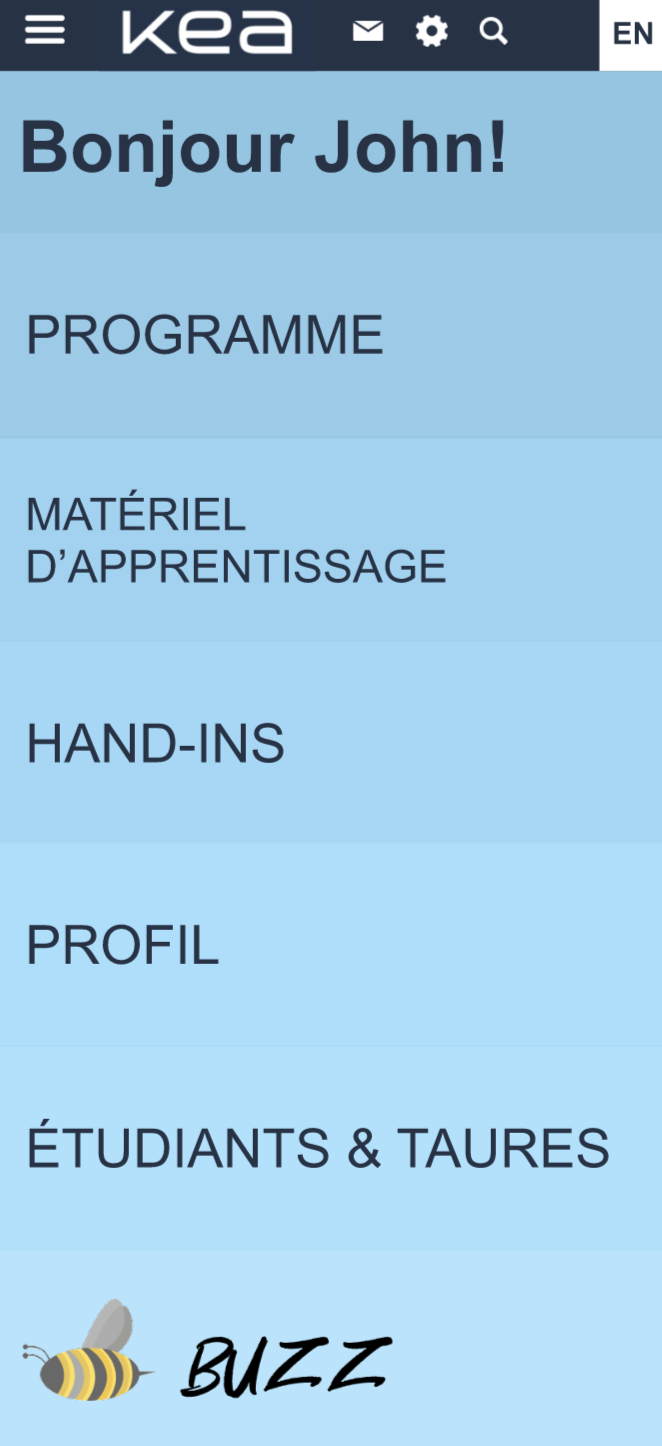 kea
EN
Bonjour John!
PROGRAMME
MATÉRIEL
D’APPRENTISSAGE
HAND-INS
PROFIL
ÉTUDIANTS & TAURES
BUZZ